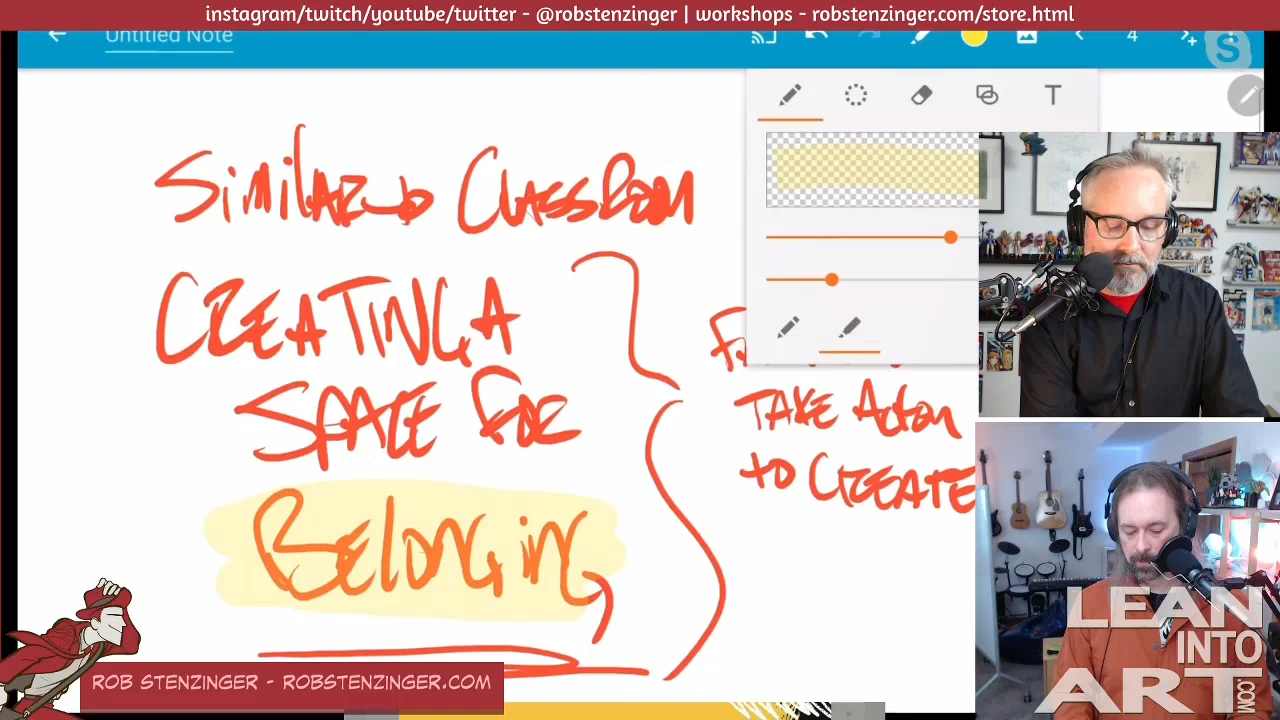 instagram/twitch/youtube/twitter - @robstenzinger | workshops - robstenzinger.com/store.html
Untitled Note
4
T
Similar to Classroom
CREATING A
SPACE FOR
Belonging
TAKE Action
to CREATE
ROB STENZINGER - ROBSTENZINGER.COM
LEAN
INTO
ART
.COM